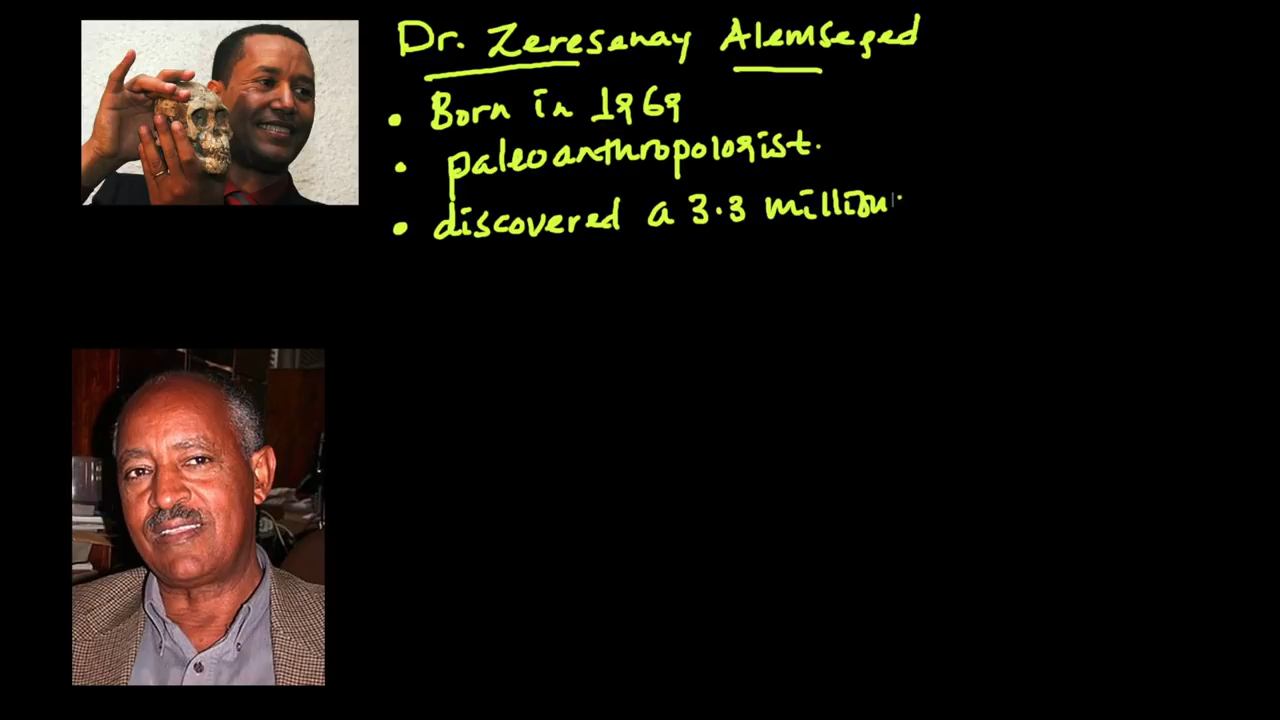 Dr. Zeresenay Alemseged
• Born in 1969
• paleoanthropologist.
• discovered a 3.3 million